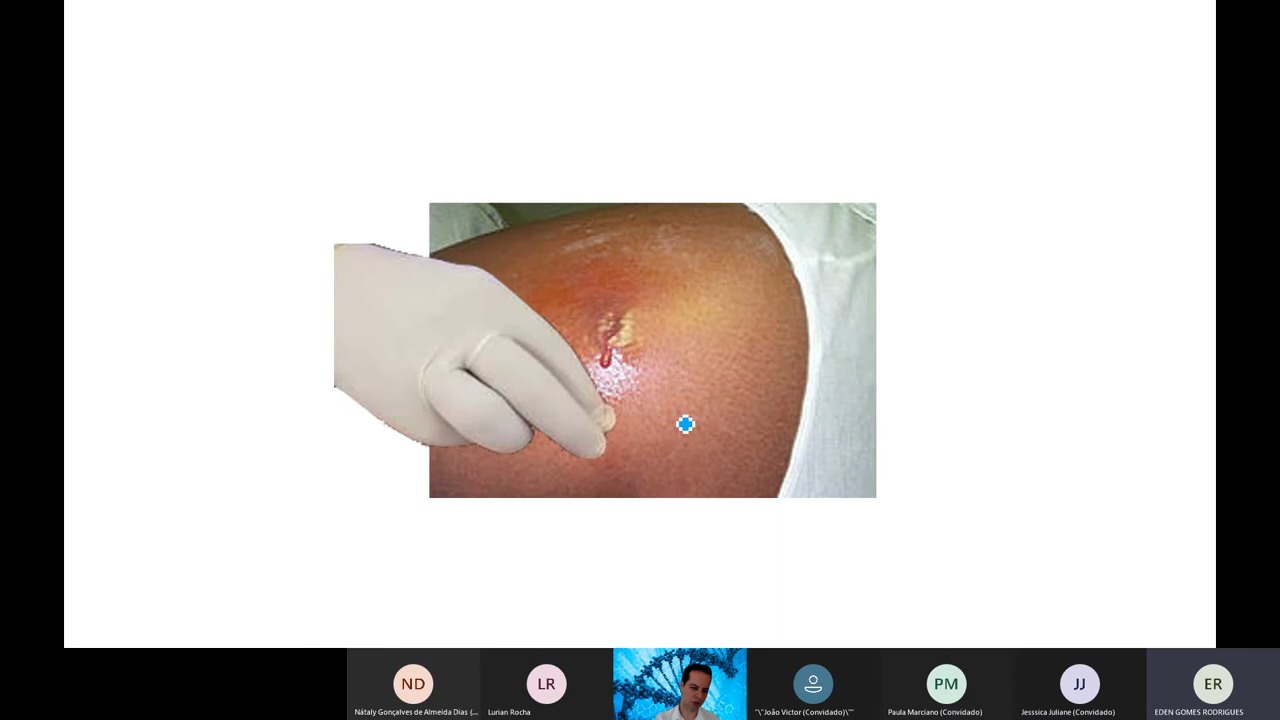 ND
LR
PM
JJ
ER
Nátaly Gonçalves de Almeida Dias (...
Lurian Rocha
"\"João Victor (Convidado)\""
Paula Marciano (Convidado)
Jesssica Juliane (Convidado)
EDEN GOMES RODRIGUES